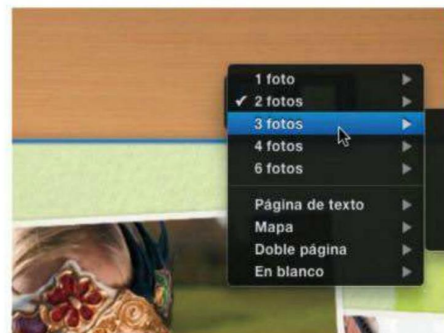 1 foto
✔ 2 fotos
3 fotos
4 fotos
6 fotos
Página de texto
Mapa
Doble página
En blanco